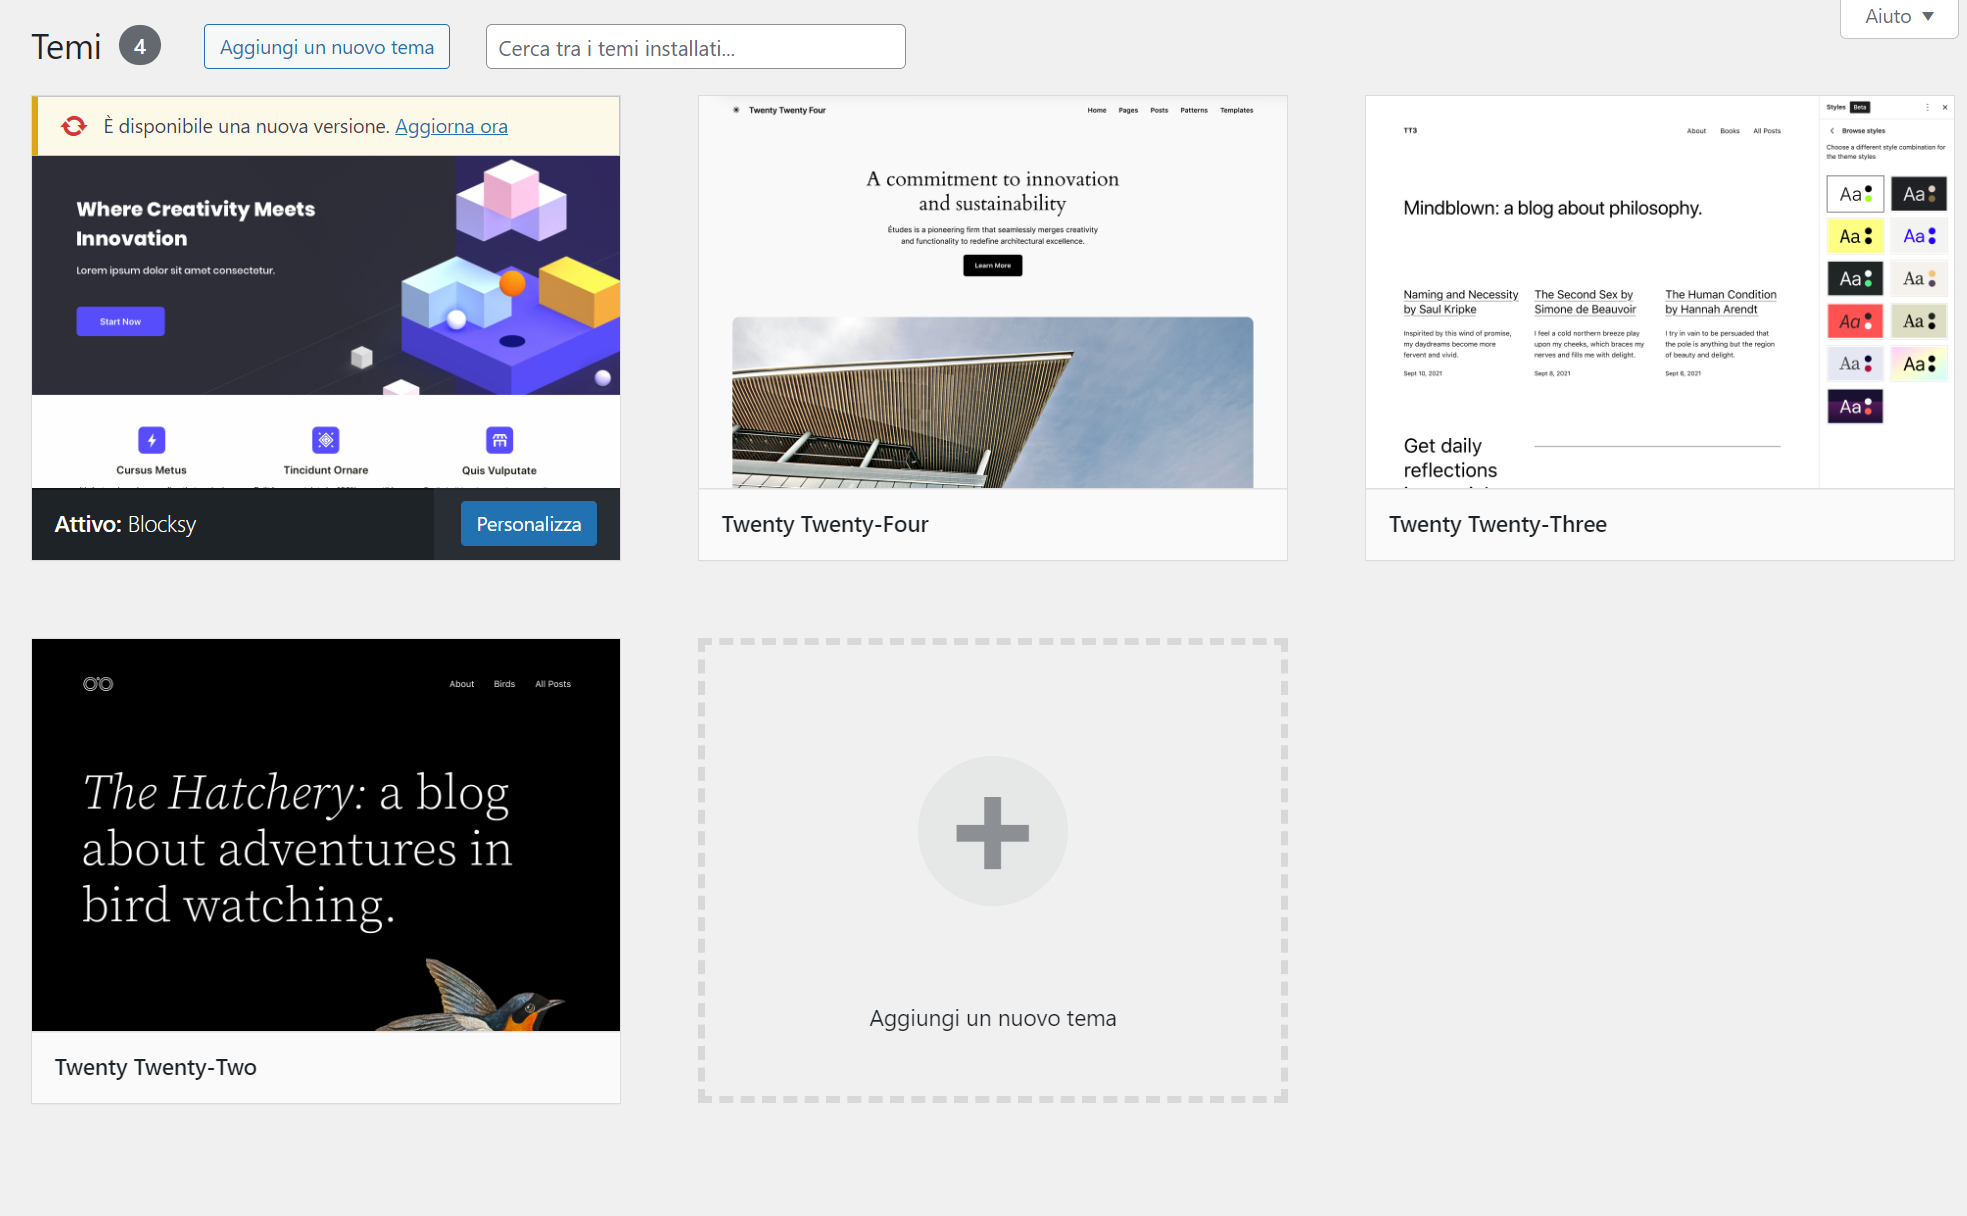 Temi 4 Aggiungi un nuovo tema Cerca tra i temi installati... Aiuto
È disponibile una nuova versione. Aggiorna ora
Where Creativity Meets
Innovation
Lorem ipsum dolor sit amet consectetur.
Start Now
Cursus Metus Tincidunt Ornare Quis Vulputate
Attivo: Blocksy Personalizza
Twenty Twenty Four Home Pages Posts Patterns Templates
A commitment to innovation
and sustainability
Études is a pioneering firm that seamlessly merges creativity
and functionality to redefine architectural excellence.
Learn More
Twenty Twenty-Four
TT3 About Books All Posts
Mindblown: a blog about philosophy.
Naming and Necessity
by Saul Kripke
Inspirited by this wind of promise,
my daydreams become more
fervent and vivid.
Sept 10, 2021
The Second Sex by
Simone de Beauvoir
I feel a cold northern breeze play
upon my cheeks, which braces my
nerves and fills me with delight.
Sept 8, 2021
The Human Condition
by Hannah Arendt
I try in vain to be persuaded that
the pole is anything but the region
of beauty and delight.
Sept 6, 2021
Get daily
reflections
Styles Beta
Browse styles
Choose a different style combination for
the theme styles
Aa Aa
Aa Aa
Aa Aa
Aa Aa
Aa Aa
Aa
Twenty Twenty-Three
About Birds All Posts
The Hatchery: a blog
about adventures in
bird watching.
Twenty Twenty-Two
Aggiungi un nuovo tema